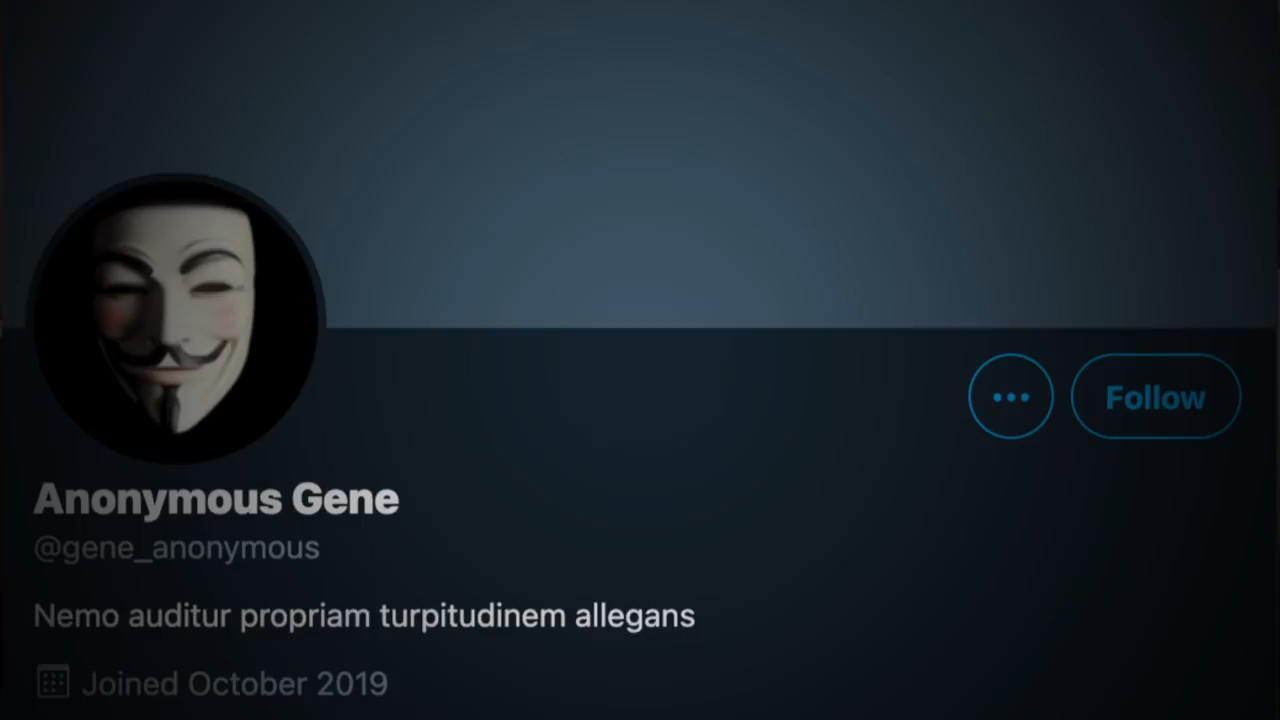 Follow
Anonymous Gene
@gene_anonymous
Nemo auditur propriam turpitudinem allegans
Joined October 2019